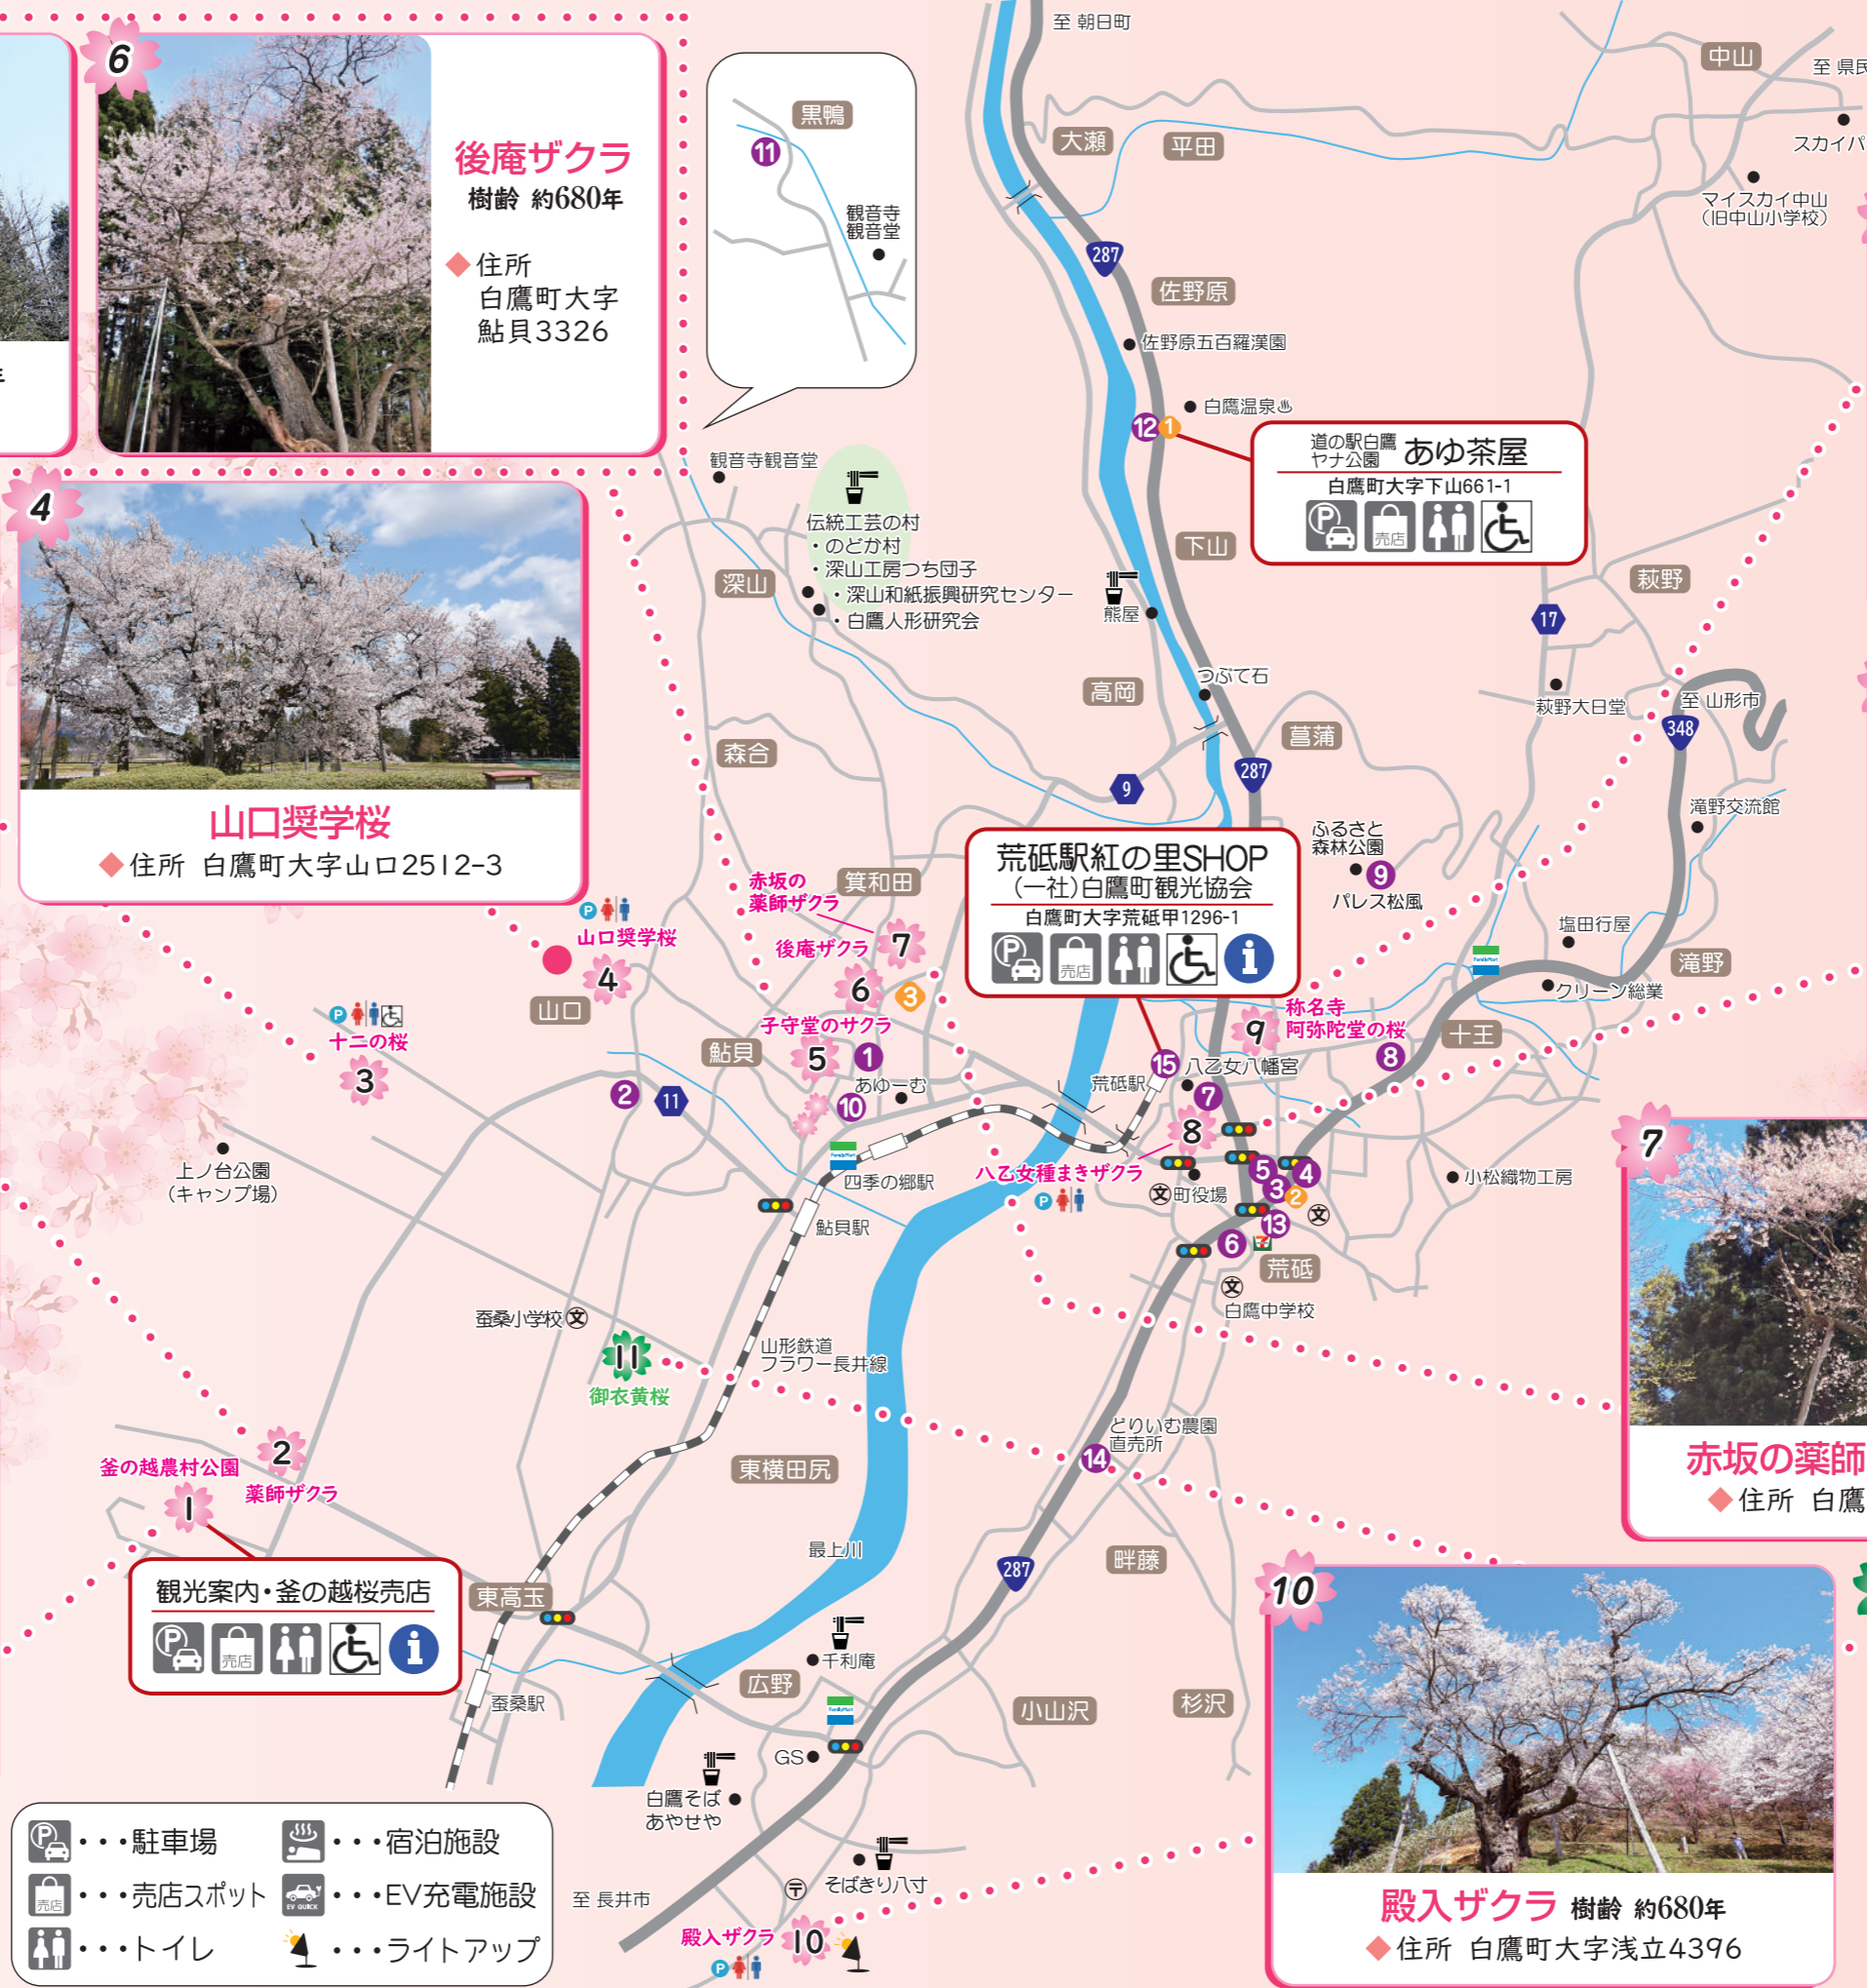 6
後庵ザクラ
樹齢 約680年
◆住所
白鷹町大字
鮎貝3326
4
山口奨学桜
◆住所 白鷹町大字山口2512-3
黒鴨
11
観音寺
観音堂
至 朝日町
大瀬
平田
中山
至 県民
スカイパ
マイスカイ中山
(旧中山小学校)
287
佐野原
佐野原五百羅漢園
白鷹温泉♨
12
1
道の駅白鷹
ヤナ公園 あゆ茶屋
白鷹町大字下山661-1
P
売店
観音寺観音堂
伝統工芸の村
・のどか村
・深山工房つち団子
・深山和紙振興研究センター
・白鷹人形研究会
深山
下山
熊屋
萩野
17
萩野大日堂
至 山形市
348
つぶて石
高岡
菖蒲
森合
9
287
滝野交流館
ふるさと
森林公園
9
パレス松風
塩田行屋
滝野
FamilyMart
クリーン総業
荒砥駅紅の里SHOP
(一社)白鷹町観光協会
白鷹町大字荒砥甲1296-1
P
売店
i
赤坂の
薬師ザクラ
箕和田
7
後庵ザクラ
6
3
P
山口奨学桜
4
山口
子守堂のサクラ
5
1
鮎貝
あゆーむ
10
P
十二の桜
3
2
11
称名寺
阿弥陀堂の桜
9
8
十王
15
八乙女八幡宮
荒砥駅
7
8
八乙女種まきザクラ
P
文
町役場
5
4
3
2
13
6
文
荒砥
文
白鷹中学校
小松織物工房
上ノ台公園
(キャンプ場)
FamilyMart
四季の郷駅
鮎貝駅
蚕桑小学校
文
11
御衣黄桜
山形鉄道
フラワー長井線
7
赤坂の薬師
◆住所 白鷹
どりいむ農園
直売所
14
東横田尻
2
薬師ザクラ
釜の越農村公園
1
観光案内・釜の越桜売店
P
売店
i
東高玉
蚕桑駅
最上川
287
畔藤
千利庵
広野
FamilyMart
小山沢
杉沢
GS
白鷹そば
あやせや
そばきり八寸
〒
至 長井市
殿入ザクラ
10
P
10
殿入ザクラ 樹齢 約680年
◆住所 白鷹町大字浅立4396
P ・・・駐車場
・・・宿泊施設
売店 ・・・売店スポット
EV QUICK ・・・EV充電施設
・・・トイレ
・・・ライトアップ